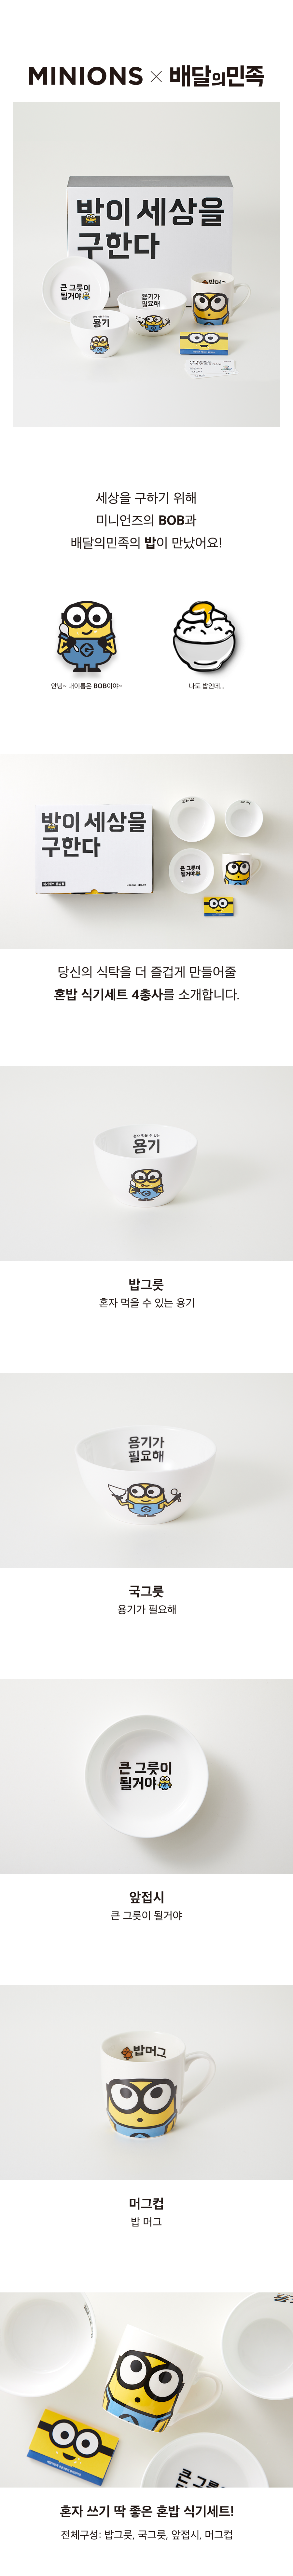 MINIONS × 배달의민족
밥이 세상을
구한다
큰 그릇이
될거야
용기가
필요해
밥머그
용기
세상을 구하기 위해
미니언즈의 BOB과
배달의민족의 밥이 만났어요!
안녕~ 내이름은 BOB이야~
나도 밥인데...
밥이 세상을
구한다
큰 그릇이
될거야
당신의 식탁을 더 즐겁게 만들어줄
혼밥 식기세트 4총사를 소개합니다.
혼자 먹을 수 있는
용기
밥그릇
혼자 먹을 수 있는 용기
용기가
필요해
국그릇
용기가 필요해
큰 그릇이
될거야
앞접시
큰 그릇이 될거야
밥머그
머그컵
밥 머그
큰 그릇이
혼자 쓰기 딱 좋은 혼밥 식기세트!
전체구성: 밥그릇, 국그릇, 앞접시, 머그컵